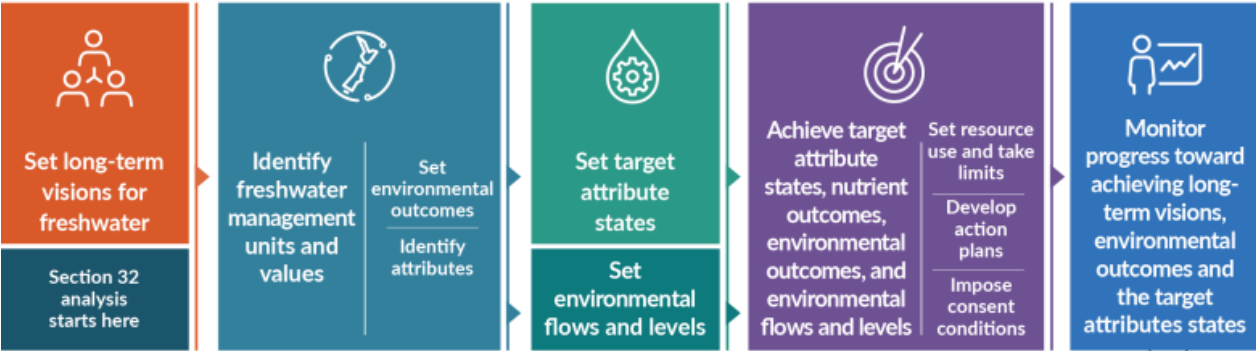 Set long-term
visions for
freshwater
Section 32
analysis
starts here
Identify
freshwater
management
units and
values
Set
environmental
outcomes
Identify
attributes
Set target
attribute
states
Set
environmental
flows and levels
Achieve target
attribute
states, nutrient
outcomes,
environmental
outcomes, and
environmental
flows and levels
Set resource
use and take
limits
Develop
action
plans
Impose
consent
conditions
Monitor
progress toward
achieving long-
term visions,
environmental
outcomes and
the target
attributes states